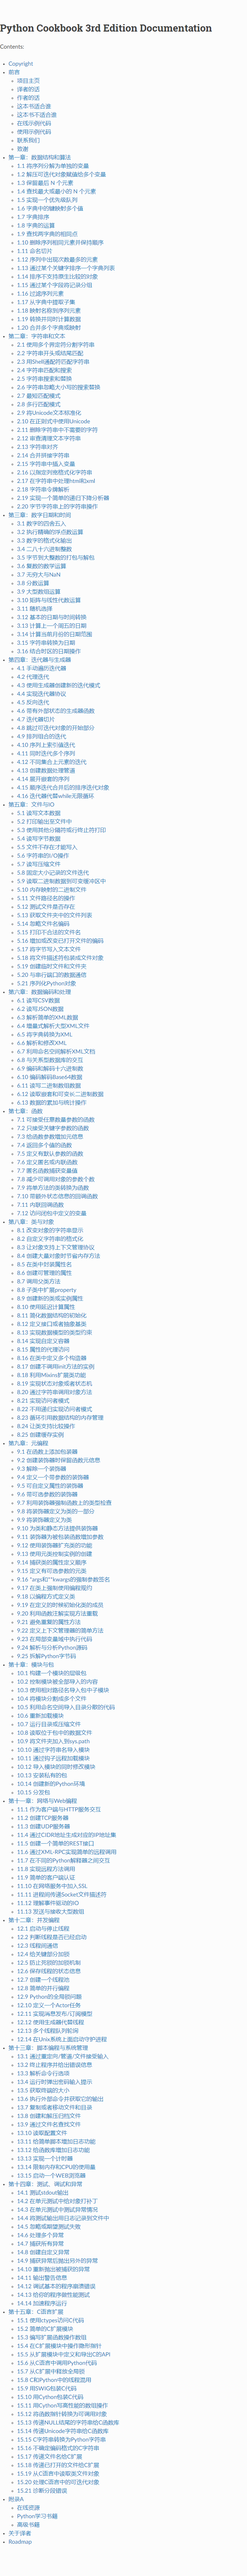 Python Cookbook 3rd Edition Documentation
Contents:
Copyright
前言
项目主页
译者的话
作者的话
这本书适合谁
这本书不适合谁
在线示例代码
使用示例代码
联系我们
致谢
第一章：数据结构和算法
1.1 将序列分解为单独的变量
1.2 解压可迭代对象赋值给多个变量
1.3 保留最后 N 个元素
1.4 查找最大或最小的 N 个元素
1.5 实现一个优先级队列
1.6 字典中的键映射多个值
1.7 字典排序
1.8 字典的运算
1.9 查找两字典的相同点
1.10 删除序列相同元素并保持顺序
1.11 命名切片
1.12 序列中出现次数最多的元素
1.13 通过某个关键字排序一个字典列表
1.14 排序不支持原生比较的对象
1.15 通过某个字段将记录分组
1.16 过滤序列元素
1.17 从字典中提取子集
1.18 映射名称到序列元素
1.19 转换并同时计算数据
1.20 合并多个字典或映射
第二章：字符串和文本
2.1 使用多个界定符分割字符串
2.2 字符串开头或结尾匹配
2.3 用Shell通配符匹配字符串
2.4 字符串匹配和搜索
2.5 字符串搜索和替换
2.6 字符串忽略大小写的搜索替换
2.7 最短匹配模式
2.8 多行匹配模式
2.9 将Unicode文本标准化
2.10 在正则式中使用Unicode
2.11 删除字符串中不需要的字符
2.12 审查清理文本字符串
2.13 字符串对齐
2.14 合并拼接字符串
2.15 字符串中插入变量
2.16 以指定列宽格式化字符串
2.17 在字符串中处理html和xml
2.18 字符串令牌解析
2.19 实现一个简单的递归下降分析器
2.20 字节字符串上的字符串操作
第三章：数字日期和时间
3.1 数字的四舍五入
3.2 执行精确的浮点数运算
3.3 数字的格式化输出
3.4 二八十六进制整数
3.5 字节到大整数的打包与解包
3.6 复数的数学运算
3.7 无穷大与NaN
3.8 分数运算
3.9 大型数组运算
3.10 矩阵与线性代数运算
3.11 随机选择
3.12 基本的日期与时间转换
3.13 计算上一个周五的日期
3.14 计算当前月份的日期范围
3.15 字符串转换为日期
3.16 结合时区的日期操作
第四章：迭代器与生成器
4.1 手动遍历迭代器
4.2 代理迭代
4.3 使用生成器创建新的迭代模式
4.4 实现迭代器协议
4.5 反向迭代
4.6 带有外部状态的生成器函数
4.7 迭代器切片
4.8 跳过可迭代对象的开始部分
4.9 排列组合的迭代
4.10 序列上索引值迭代
4.11 同时迭代多个序列
4.12 不同集合上元素的迭代
4.13 创建数据处理管道
4.14 展开嵌套的序列
4.15 顺序迭代合并后的排序迭代对象
4.16 迭代器代替while无限循环
第五章：文件与IO
5.1 读写文本数据
5.2 打印输出至文件中
5.3 使用其他分隔符或行终止符打印
5.4 读写字节数据
5.5 文件不存在才能写入
5.6 字符串的I/O操作
5.7 读写压缩文件
5.8 固定大小记录的文件迭代
5.9 读取二进制数据到可变缓冲区中
5.10 内存映射的二进制文件
5.11 文件路径名的操作
5.12 测试文件是否存在
5.13 获取文件夹中的文件列表
5.14 忽略文件名编码
5.15 打印不合法的文件名
5.16 增加或改变已打开文件的编码
5.17 将字节写入文本文件
5.18 将文件描述符包装成文件对象
5.19 创建临时文件和文件夹
5.20 与串行端口的数据通信
5.21 序列化Python对象
第六章：数据编码和处理
6.1 读写CSV数据
6.2 读写JSON数据
6.3 解析简单的XML数据
6.4 增量式解析大型XML文件
6.5 将字典转换为XML
6.6 解析和修改XML
6.7 利用命名空间解析XML文档
6.8 与关系型数据库的交互
6.9 编码和解码十六进制数
6.10 编码解码Base64数据
6.11 读写二进制数组数据
6.12 读取嵌套和可变长二进制数据
6.13 数据的累加与统计操作
第七章：函数
7.1 可接受任意数量参数的函数
7.2 只接受关键字参数的函数
7.3 给函数参数增加元信息
7.4 返回多个值的函数
7.5 定义有默认参数的函数
7.6 定义匿名或内联函数
7.7 匿名函数捕获变量值
7.8 减少可调用对象的参数个数
7.9 将单方法的类转换为函数
7.10 带额外状态信息的回调函数
7.11 内联回调函数
7.12 访问闭包中定义的变量
第八章：类与对象
8.1 改变对象的字符串显示
8.2 自定义字符串的格式化
8.3 让对象支持上下文管理协议
8.4 创建大量对象时节省内存方法
8.5 在类中封装属性名
8.6 创建可管理的属性
8.7 调用父类方法
8.8 子类中扩展property
8.9 创建新的类或实例属性
8.10 使用延迟计算属性
8.11 简化数据结构的初始化
8.12 定义接口或者抽象基类
8.13 实现数据模型的类型约束
8.14 实现自定义容器
8.15 属性的代理访问
8.16 在类中定义多个构造器
8.17 创建不调用init方法的实例
8.18 利用Mixins扩展类功能
8.19 实现状态对象或者状态机
8.20 通过字符串调用对象方法
8.21 实现访问者模式
8.22 不用递归实现访问者模式
8.23 循环引用数据结构的内存管理
8.24 让类支持比较操作
8.25 创建缓存实例
第九章：元编程
9.1 在函数上添加包装器
9.2 创建装饰器时保留函数元信息
9.3 解除一个装饰器
9.4 定义一个带参数的装饰器
9.5 可自定义属性的装饰器
9.6 带可选参数的装饰器
9.7 利用装饰器强制函数上的类型检查
9.8 将装饰器定义为类的一部分
9.9 将装饰器定义为类
9.10 为类和静态方法提供装饰器
9.11 装饰器为被包装函数增加参数
9.12 使用装饰器扩充类的功能
9.13 使用元类控制实例的创建
9.14 捕获类的属性定义顺序
9.15 定义有可选参数的元类
9.16 *args和**kwargs的强制参数签名
9.17 在类上强制使用编程规约
9.18 以编程方式定义类
9.19 在定义的时候初始化类的成员
9.20 利用函数注解实现方法重载
9.21 避免重复的属性方法
9.22 定义上下文管理器的简单方法
9.23 在局部变量域中执行代码
9.24 解析与分析Python源码
9.25 拆解Python字节码
第十章：模块与包
10.1 构建一个模块的层级包
10.2 控制模块被全部导入的内容
10.3 使用相对路径名导入包中子模块
10.4 将模块分割成多个文件
10.5 利用命名空间导入目录分散的代码
10.6 重新加载模块
10.7 运行目录或压缩文件
10.8 读取位于包中的数据文件
10.9 将文件夹加入到sys.path
10.10 通过字符串名导入模块
10.11 通过钩子远程加载模块
10.12 导入模块的同时修改模块
10.13 安装私有的包
10.14 创建新的Python环境
10.15 分发包
第十一章：网络与Web编程
11.1 作为客户端与HTTP服务交互
11.2 创建TCP服务器
11.3 创建UDP服务器
11.4 通过CIDR地址生成对应的IP地址集
11.5 创建一个简单的REST接口
11.6 通过XML-RPC实现简单的远程调用
11.7 在不同的Python解释器之间交互
11.8 实现远程方法调用
11.9 简单的客户端认证
11.10 在网络服务中加入SSL
11.11 进程间传递Socket文件描述符
11.12 理解事件驱动的IO
11.13 发送与接收大型数组
第十二章：并发编程
12.1 启动与停止线程
12.2 判断线程是否已经启动
12.3 线程间通信
12.4 给关键部分加锁
12.5 防止死锁的加锁机制
12.6 保存线程的状态信息
12.7 创建一个线程池
12.8 简单的并行编程
12.9 Python的全局锁问题
12.10 定义一个Actor任务
12.11 实现消息发布/订阅模型
12.12 使用生成器代替线程
12.13 多个线程队列轮询
12.14 在Unix系统上面启动守护进程
第十三章：脚本编程与系统管理
13.1 通过重定向/管道/文件接受输入
13.2 终止程序并给出错误信息
13.3 解析命令行选项
13.4 运行时弹出密码输入提示
13.5 获取终端的大小
13.6 执行外部命令并获取它的输出
13.7 复制或者移动文件和目录
13.8 创建和解压归档文件
13.9 通过文件名查找文件
13.10 读取配置文件
13.11 给简单脚本增加日志功能
13.12 给函数库增加日志功能
13.13 实现一个计时器
13.14 限制内存和CPU的使用量
13.15 启动一个WEB浏览器
第十四章：测试、调试和异常
14.1 测试stdout输出
14.2 在单元测试中给对象打补丁
14.3 在单元测试中测试异常情况
14.4 将测试输出用日志记录到文件中
14.5 忽略或期望测试失败
14.6 处理多个异常
14.7 捕获所有异常
14.8 创建自定义异常
14.9 捕获异常后抛出另外的异常
14.10 重新抛出被捕获的异常
14.11 输出警告信息
14.12 调试基本的程序崩溃错误
14.13 给你的程序做性能测试
14.14 加速程序运行
第十五章：C语言扩展
15.1 使用ctypes访问C代码
15.2 简单的C扩展模块
15.3 编写扩展函数操作数组
15.4 在C扩展模块中操作隐形指针
15.5 从扩展模块中定义和导出C的API
15.6 从C语言中调用Python代码
15.7 从C扩展中释放全局锁
15.8 C和Python中的线程混用
15.9 用SWIG包装C代码
15.10 用Cython包装C代码
15.11 用Cython写高性能的数组操作
15.12 将函数指针转换为可调用对象
15.13 传递NULL结尾的字符串给C函数库
15.14 传递Unicode字符串给C函数库
15.15 C字符串转换为Python字符串
15.16 不确定编码格式的C字符串
15.17 传递文件名给C扩展
15.18 传递已打开的文件给C扩展
15.19 从C语言中读取类文件对象
15.20 处理C语言中的可迭代对象
15.21 诊断分段错误
附录A
在线资源
Python学习书籍
高级书籍
关于译者
Roadmap